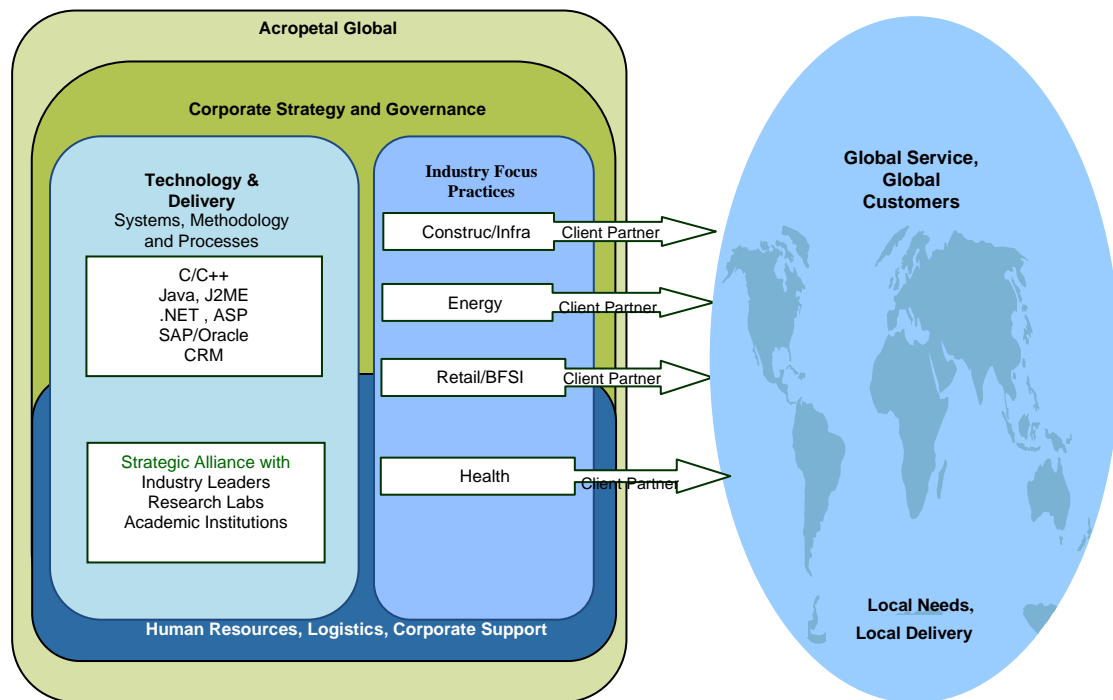 Acropetal Global
Corporate Strategy and Governance
Technology &
Delivery
Systems, Methodology
and Processes
C/C++
Java, J2ME
.NET , ASP
SAP/Oracle
CRM
Strategic Alliance with
Industry Leaders
Research Labs
Academic Institutions
Industry Focus
Practices
Construc/Infra
Client Partner
Energy
Client Partner
Retail/BFSI
Client Partner
Health
Client Partner
Human Resources, Logistics, Corporate Support
Global Service,
Global
Customers
Local Needs,
Local Delivery